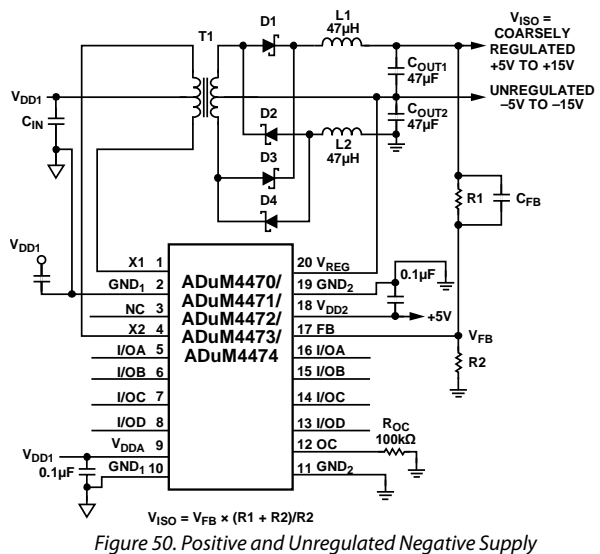 D1
L1
47µH
V_ISO =
COARSELY
REGULATED
+5V TO +15V
T1
C_OUT1
47µF
UNREGULATED
–5V TO –15V
V_DD1
C_IN
D2
C_OUT2
47µF
L2
47µH
D3
D4
R1
C_FB
V_DD1
X1 1
GND₁ 2
NC 3
X2 4
I/OA 5
I/OB 6
I/OC 7
I/OD 8
V_DDA 9
GND₁ 10
ADuM4470/
ADuM4471/
ADuM4472/
ADuM4473/
ADuM4474
20 V_REG
19 GND₂
18 V_DD2
17 FB
16 I/OA
15 I/OB
14 I/OC
13 I/OD
12 OC
11 GND₂
0.1µF
+5V
V_FB
R2
R_OC
100kΩ
V_DD1
0.1µF
V_ISO = V_FB × (R1 + R2)/R2
Figure 50. Positive and Unregulated Negative Supply